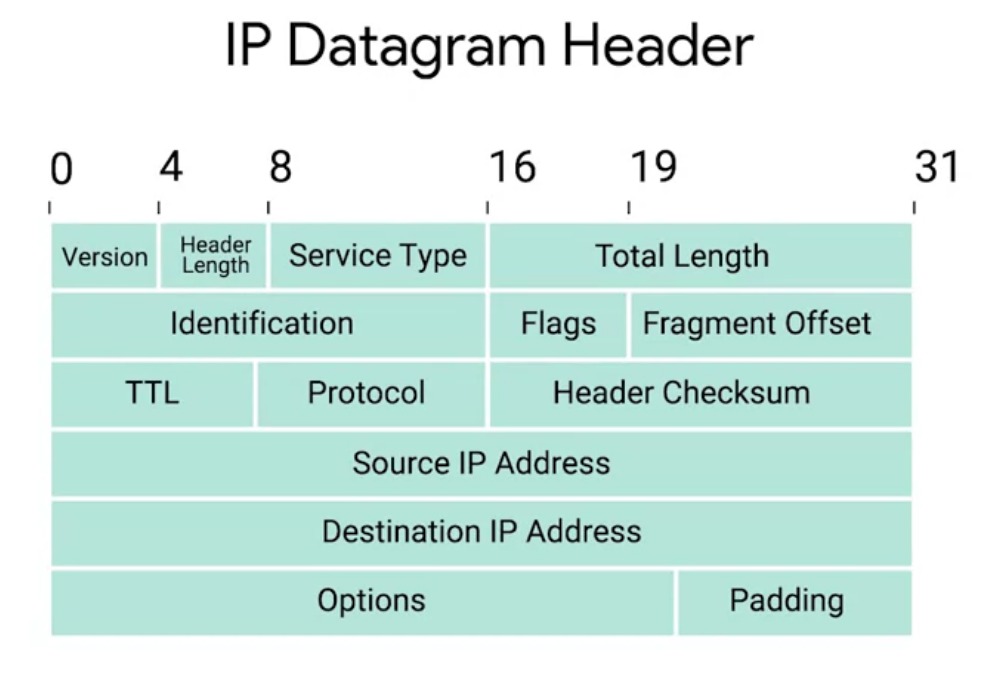 IP Datagram Header
0 4 8 16 19 31
Version Header Length Service Type Total Length
Identification Flags Fragment Offset
TTL Protocol Header Checksum
Source IP Address
Destination IP Address
Options Padding